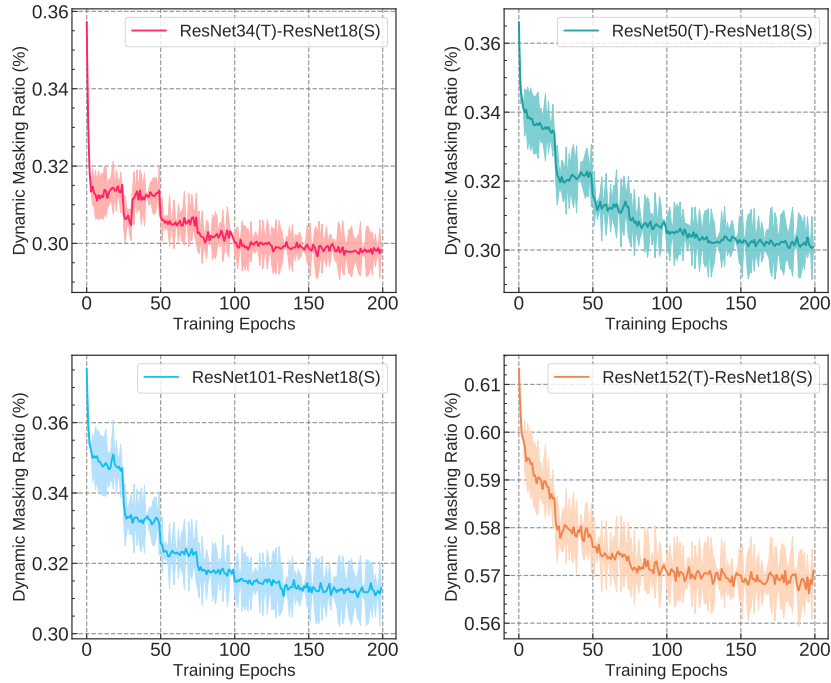 ResNet34(T)-ResNet18(S)
Dynamic Masking Ratio (%)
0.36
0.34
0.32
0.30
0 50 100 150 200
Training Epochs
ResNet50(T)-ResNet18(S)
Dynamic Masking Ratio (%)
0.36
0.34
0.32
0.30
0 50 100 150 200
Training Epochs
ResNet101-ResNet18(S)
Dynamic Masking Ratio (%)
0.36
0.34
0.32
0.30
0 50 100 150 200
Training Epochs
ResNet152(T)-ResNet18(S)
Dynamic Masking Ratio (%)
0.61
0.60
0.59
0.58
0.57
0.56
0 50 100 150 200
Training Epochs